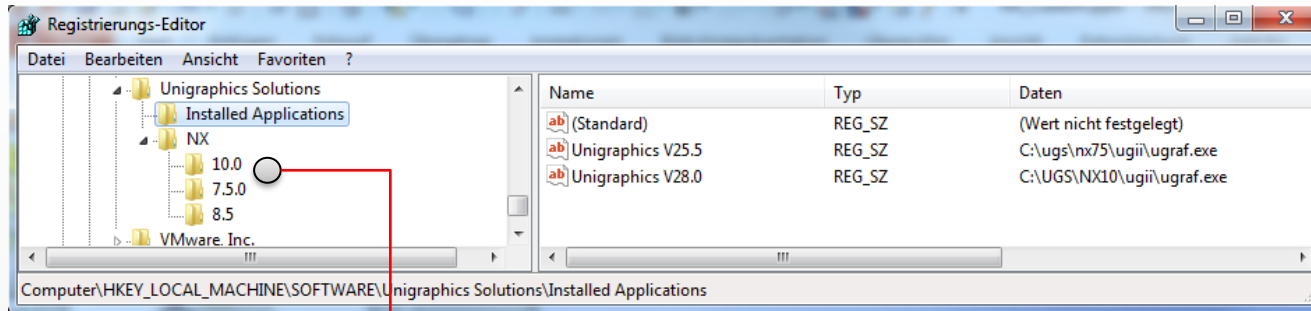 Registrierungs-Editor
Datei Bearbeiten Ansicht Favoriten ?
Unigraphics Solutions
Installed Applications
NX
10.0
7.5.0
8.5
VMware, Inc.
Name Typ Daten
(Standard) REG_SZ (Wert nicht festgelegt)
Unigraphics V25.5 REG_SZ C:\ugs\nx75\ugii\ugraf.exe
Unigraphics V28.0 REG_SZ C:\UGS\NX10\ugii\ugraf.exe
Computer\HKEY_LOCAL_MACHINE\SOFTWARE\Unigraphics Solutions\Installed Applications